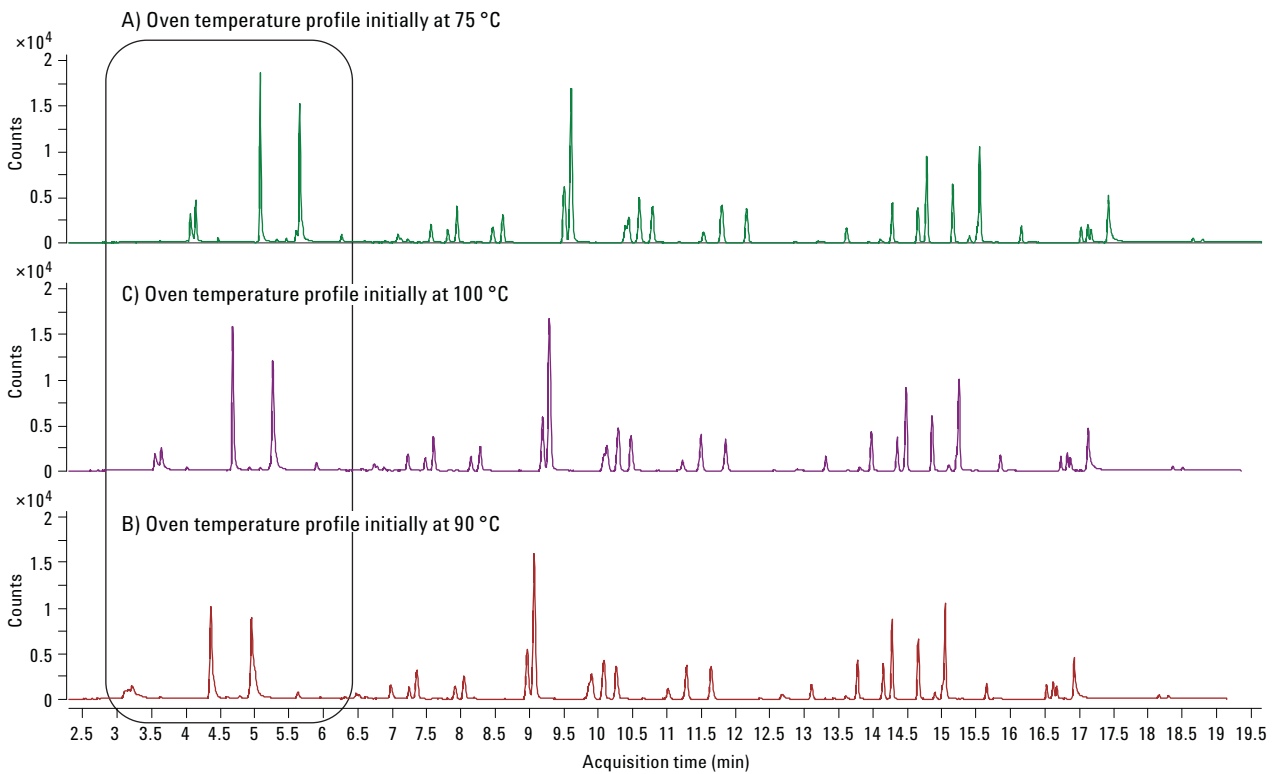 A) Oven temperature profile initially at 75 °C
×10⁴
2
1.5
1
0.5
0
Counts
C) Oven temperature profile initially at 100 °C
×10⁴
2
1.5
1
0.5
0
Counts
B) Oven temperature profile initially at 90 °C
×10⁴
2
1.5
1
0.5
0
Counts
2.5 3 3.5 4 4.5 5 5.5 6 6.5 7 7.5 8 8.5 9 9.5 10 10.5 11 11.5 12 12.5 13 13.5 14 14.5 15 15.5 16 16.5 17 17.5 18 18.5 19 19.5
Acquisition time (min)